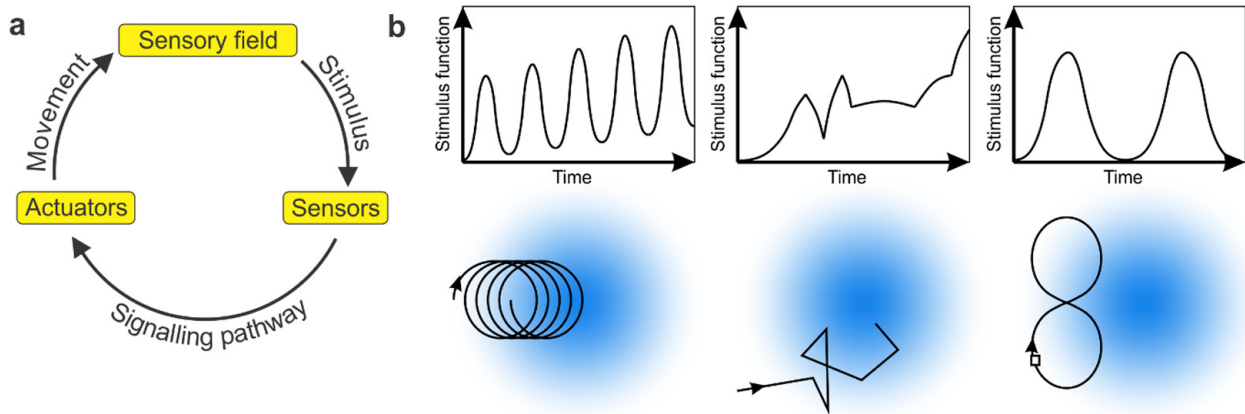 a
Sensory field
Stimulus
Sensors
Signalling pathway
Actuators
Movement
b
Stimulus function
Time
Stimulus function
Time
Stimulus function
Time